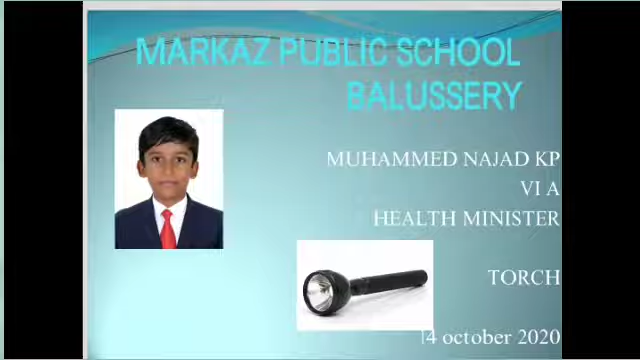 MARKAZ PUBLIC SCHOOL
BALUSSERY
MUHAMMED NAJAD KP
VI A
HEALTH MINISTER
TORCH
14 october 2020